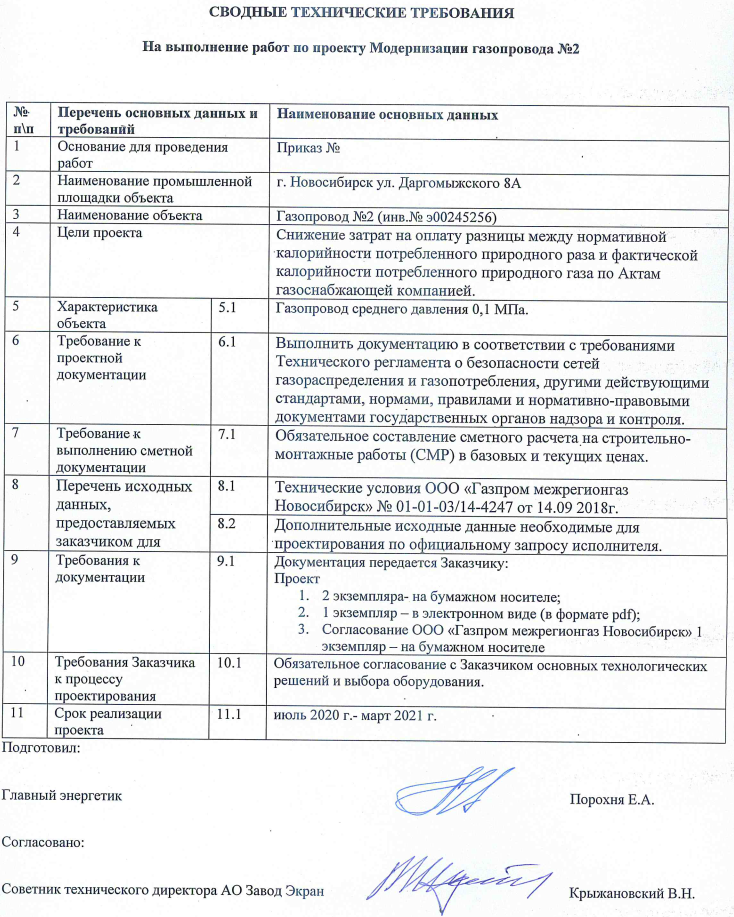 СВОДНЫЕ ТЕХНИЧЕСКИЕ ТРЕБОВАНИЯ
На выполнение работ по проекту Модернизации газопровода №2
№ Перечень основных данных и Наименование основных данных
п\п требований
1 Основание для проведения Приказ №
работ
2 Наименование промышленной г. Новосибирск ул. Даргомыжского 8А
площадки объекта
3 Наименование объекта Газопровод №2 (инв.№ э00245256)
4 Цели проекта Снижение затрат на оплату разницы между нормативной
калорийности потребленного природного раза и фактической
калорийности потребленного природного газа по Актам
газоснабжающей компанией.
5 Характеристика 5.1 Газопровод среднего давления 0,1 МПа.
объекта
6 Требование к 6.1 Выполнить документацию в соответствии с требованиями
проектной Технического регламента о безопасности сетей
документации газораспределения и газопотребления, другими действующими
стандартами, нормами, правилами и нормативно-правовыми
документами государственных органов надзора и контроля.
7 Требование к 7.1 Обязательное составление сметного расчета на строительно-
выполнению сметной монтажные работы (СМР) в базовых и текущих ценах.
документации
8 Перечень исходных 8.1 Технические условия ООО «Газпром межрегионгаз
данных, Новосибирск» № 01-01-03/14-4247 от 14.09 2018г.
предоставляемых 8.2 Дополнительные исходные данные необходимые для
заказчиком для проектирования по официальному запросу исполнителя.
9 Требования к 9.1 Документация передается Заказчику:
документации Проект
1. 2 экземпляра- на бумажном носителе;
2. 1 экземпляр – в электронном виде (в формате pdf);
3. Согласование ООО «Газпром межрегионгаз Новосибирск» 1
экземпляр – на бумажном носителе
10 Требования Заказчика 10.1 Обязательное согласование с Заказчиком основных технологических
к процессу решений и выбора оборудования.
проектирования
11 Срок реализации 11.1 июль 2020 г.- март 2021 г.
проекта
Подготовил:
Главный энергетик Порохня Е.А.
Согласовано:
Советник технического директора АО Завод Экран Крыжановский В.Н.